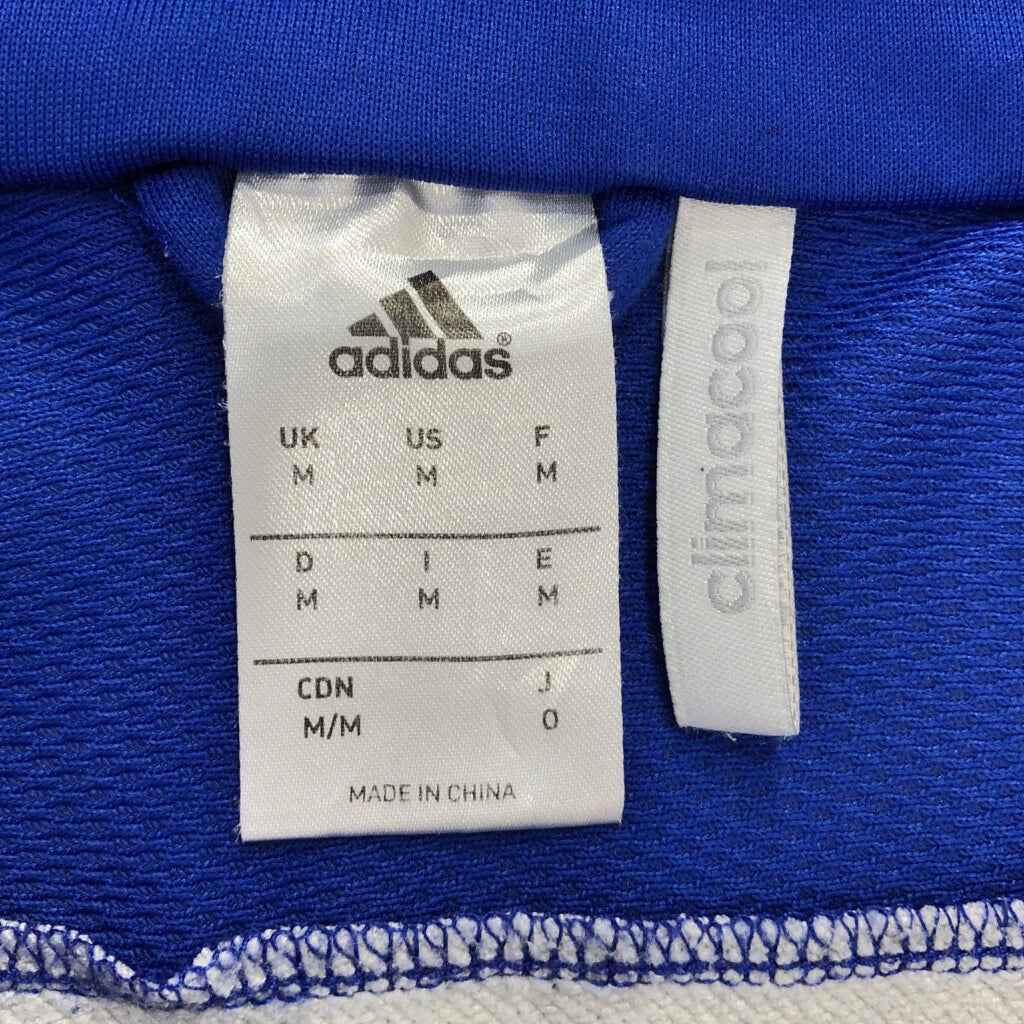 adidas®
UK US F
M M M
D I E
M M M
CDN J
M/M O
MADE IN CHINA
climacool